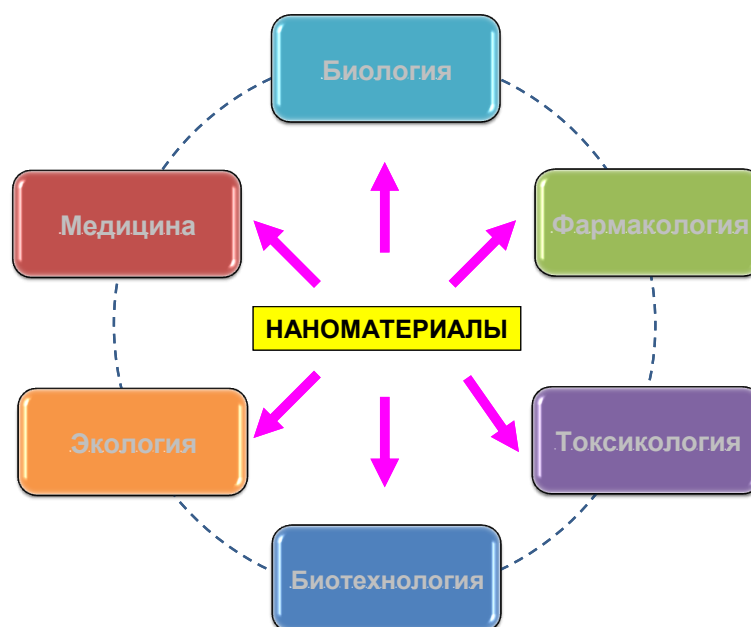 Биология
Медицина
Фармакология
НАНОМАТЕРИАЛЫ
Экология
Токсикология
Биотехнология